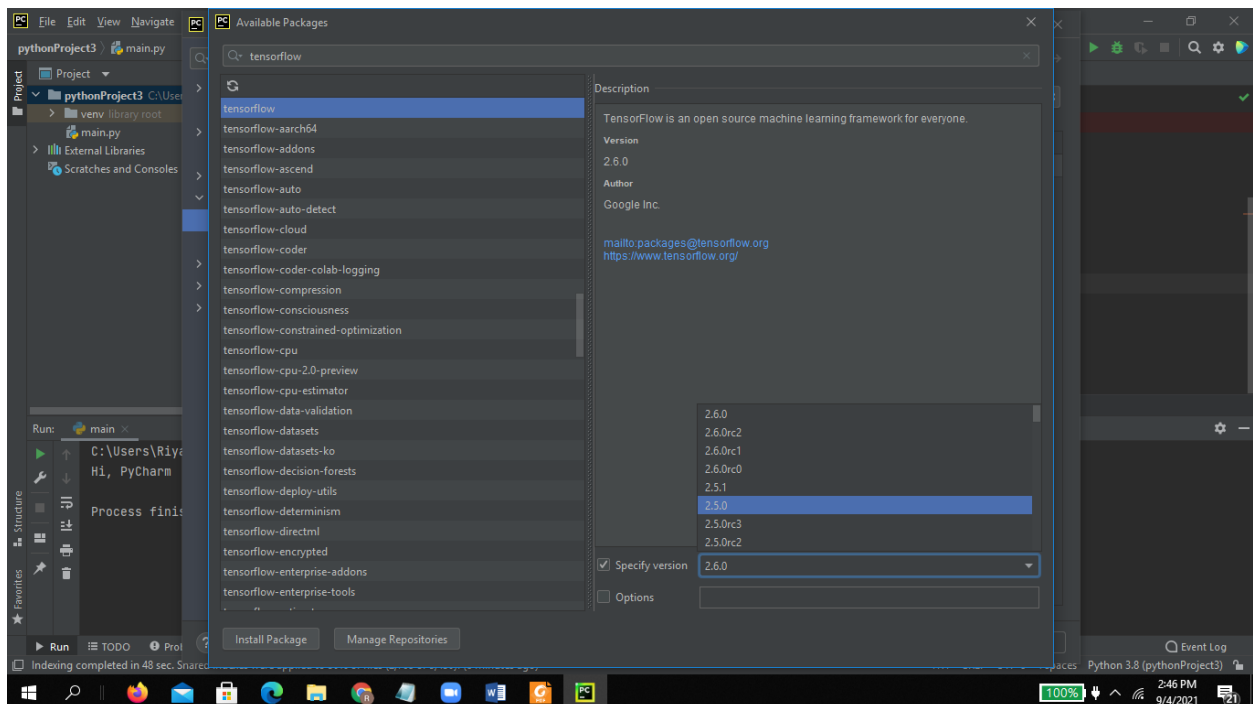 PC File Edit View Navigate PC PC Available Packages
pythonProject3 main.py
tensorflow
Project
Project
pythonProject3 C:\User
venv library root
main.py
External Libraries
Scratches and Consoles
tensorflow
tensorflow-aarch64
tensorflow-addons
tensorflow-ascend
tensorflow-auto
tensorflow-auto-detect
tensorflow-cloud
tensorflow-coder
tensorflow-coder-colab-logging
tensorflow-compression
tensorflow-consciousness
tensorflow-constrained-optimization
tensorflow-cpu
tensorflow-cpu-2.0-preview
tensorflow-cpu-estimator
tensorflow-data-validation
tensorflow-datasets
tensorflow-datasets-ko
tensorflow-decision-forests
tensorflow-deploy-utils
tensorflow-determinism
tensorflow-directml
tensorflow-encrypted
tensorflow-enterprise-addons
tensorflow-enterprise-tools
Description
TensorFlow is an open source machine learning framework for everyone.
Version
2.6.0
Author
Google Inc.
mailto:packages@tensorflow.org
https://www.tensorflow.org/
2.6.0
2.6.0rc2
2.6.0rc1
2.6.0rc0
2.5.1
2.5.0
2.5.0rc3
2.5.0rc2
Specify version 2.6.0
Options
Install Package Manage Repositories
Run: main
C:\Users\Riya
Hi, PyCharm
Process finis
Structure
Favorites
Run TODO Prol
Event Log
Indexing completed in 48 sec.
Python 3.8 (pythonProject3)
100% 2:46 PM
9/4/2021 21